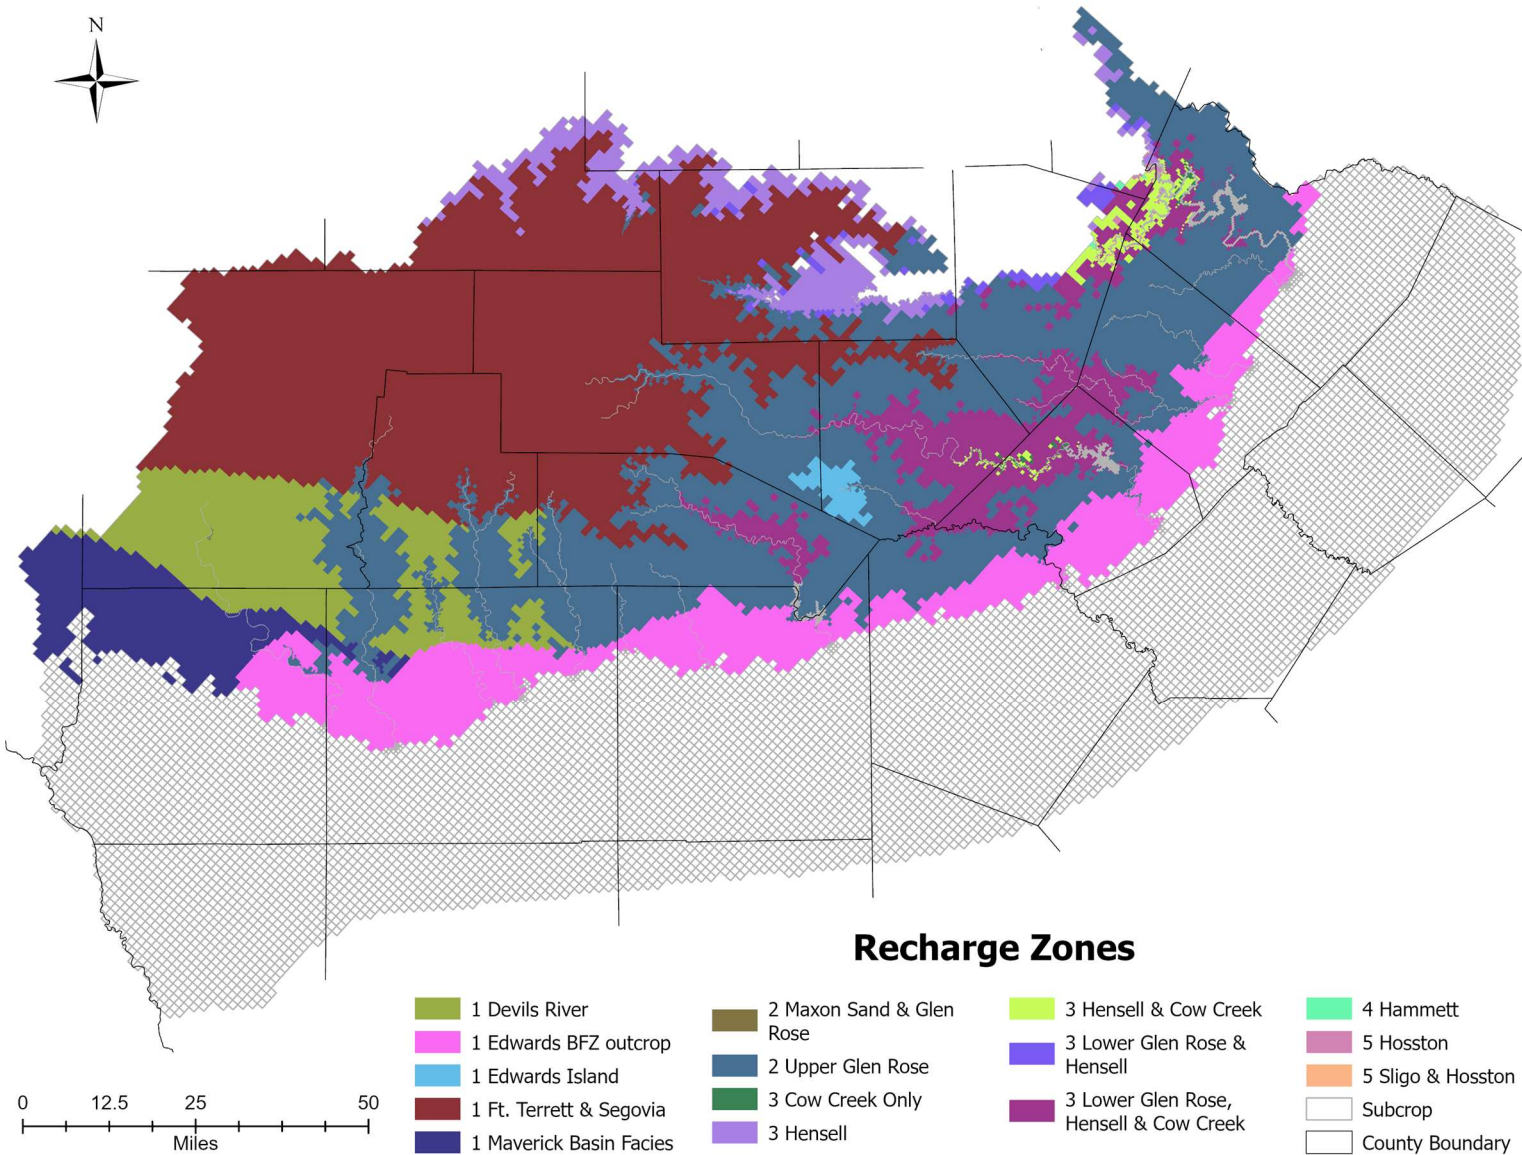 N
Recharge Zones
1 Devils River
1 Edwards BFZ outcrop
1 Edwards Island
1 Ft. Terrett & Segovia
1 Maverick Basin Facies
2 Maxon Sand & Glen
Rose
2 Upper Glen Rose
3 Cow Creek Only
3 Hensell
3 Hensell & Cow Creek
3 Lower Glen Rose &
Hensell
3 Lower Glen Rose,
Hensell & Cow Creek
4 Hammett
5 Hosston
5 Sligo & Hosston
Subcrop
County Boundary
0 12.5 25 50
Miles